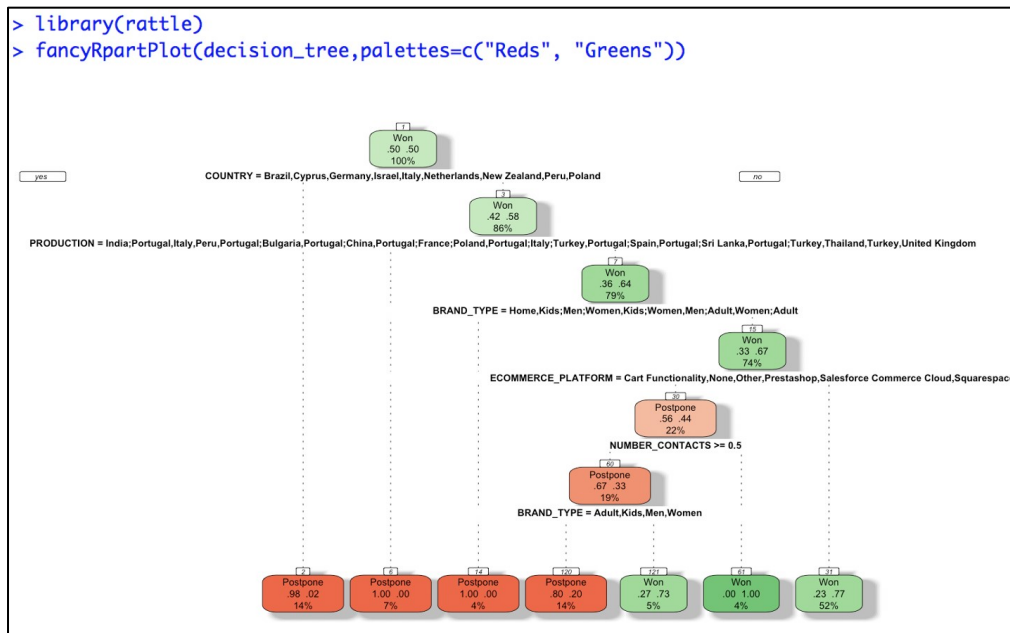 > library(rattle)
> fancyRpartPlot(decision_tree,palettes=c("Reds", "Greens"))
1
Won
.50 .50
100%
yes
COUNTRY = Brazil,Cyprus,Germany,Israel,Italy,Netherlands,New Zealand,Peru,Poland
no
3
Won
.42 .58
86%
PRODUCTION = India;Portugal,Italy,Peru,Portugal;Bulgaria,Portugal;China,Portugal;France;Poland,Portugal;Italy;Turkey,Portugal;Spain,Portugal;Sri Lanka,Portugal;Turkey,Thailand,Turkey,United Kingdom
7
Won
.36 .64
79%
BRAND_TYPE = Home,Kids;Men;Women,Kids;Women,Men;Adult,Women;Adult
15
Won
.33 .67
74%
ECOMMERCE_PLATFORM = Cart Functionality,None,Other,Prestashop,Salesforce Commerce Cloud,Squarespac
30
Postpone
.56 .44
22%
NUMBER_CONTACTS >= 0.5
60
Postpone
.67 .33
19%
BRAND_TYPE = Adult,Kids,Men,Women
2
Postpone
.98 .02
14%
6
Postpone
1.00 .00
7%
14
Postpone
1.00 .00
4%
120
Postpone
.80 .20
14%
121
Won
.27 .73
5%
61
Won
.00 1.00
4%
31
Won
.23 .77
52%